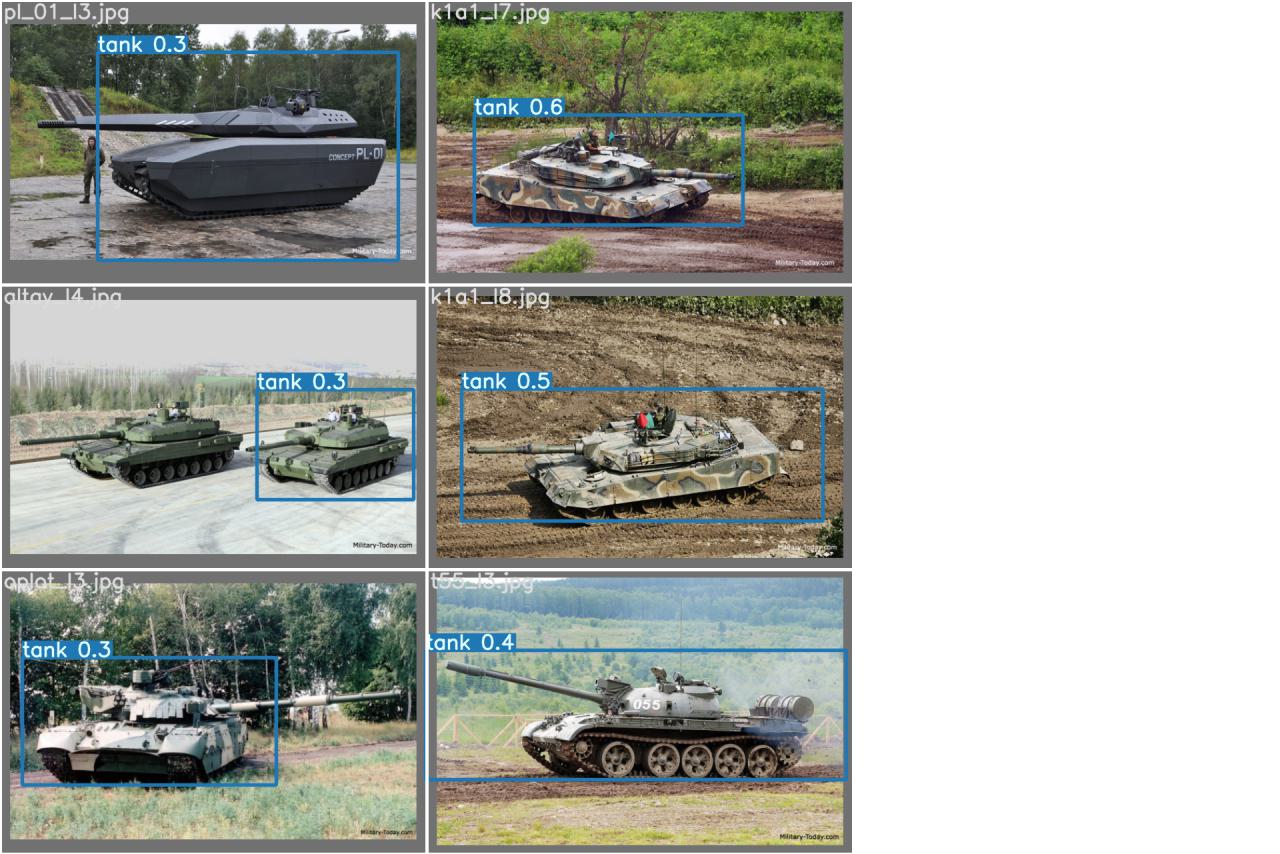 pl_01_l3.jpg
tank 0.3
CONCEPT PL-01
Military-Today.com
k1a1_l7.jpg
tank 0.6
Military-Today.com
altay_l4.jpg
tank 0.3
Military-Today.com
k1a1_l8.jpg
tank 0.5
Military-Today.com
oplot_l3.jpg
tank 0.3
Military-Today.com
t55_l3.jpg
tank 0.4
055
Military-Today.com